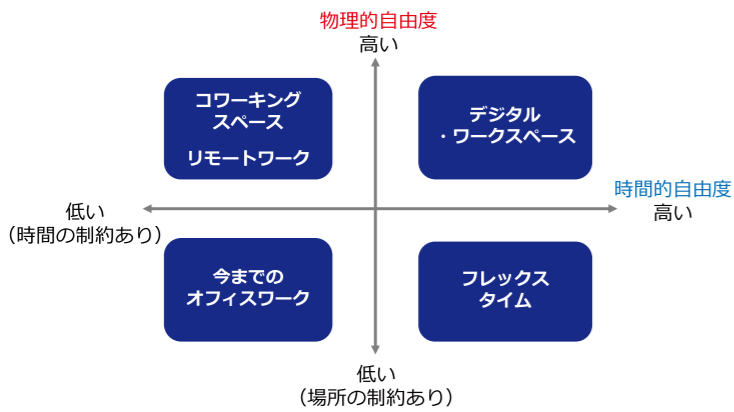 物理的自由度
高い
コワーキング
スペース
リモートワーク
デジタル
・ワークスペース
時間的自由度
高い
低い
（時間の制約あり）
今までの
オフィスワーク
フレックス
タイム
低い
（場所の制約あり）